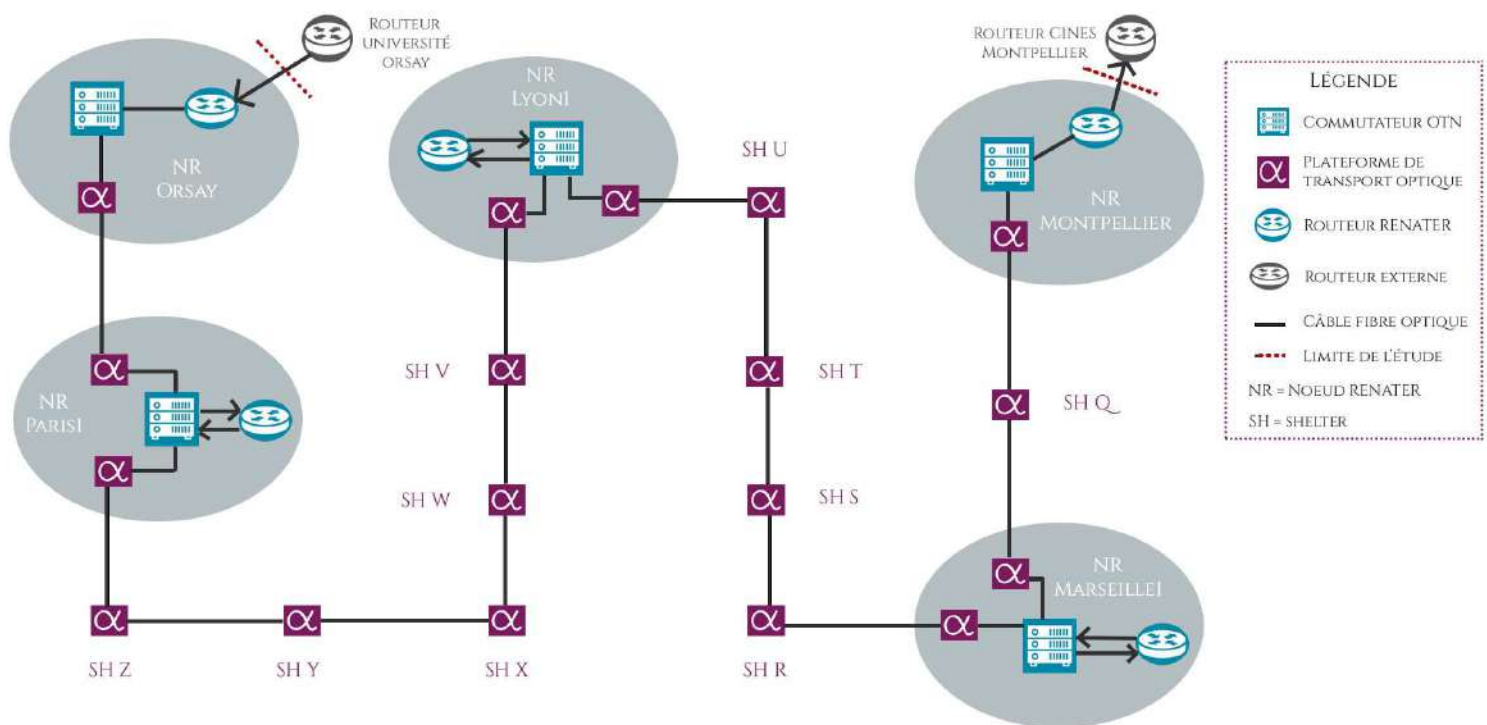 ROUTEUR
UNIVERSITÉ
ORSAY
NR
ORSAY
NR
LYON1
ROUTEUR CINES
MONTPELLIER
NR
MONTPELLIER
SH U
SH V
SH T
SH Q
NR
PARIS1
SH W
SH S
NR
MARSEILLE1
SH Z
SH Y
SH X
SH R
LÉGENDE
COMMUTATEUR OTN
PLATEFORME DE
TRANSPORT OPTIQUE
ROUTEUR RENATER
ROUTEUR EXTERNE
CÂBLE FIBRE OPTIQUE
LIMITE DE L'ÉTUDE
NR = NOEUD RENATER
SH = SHELTER